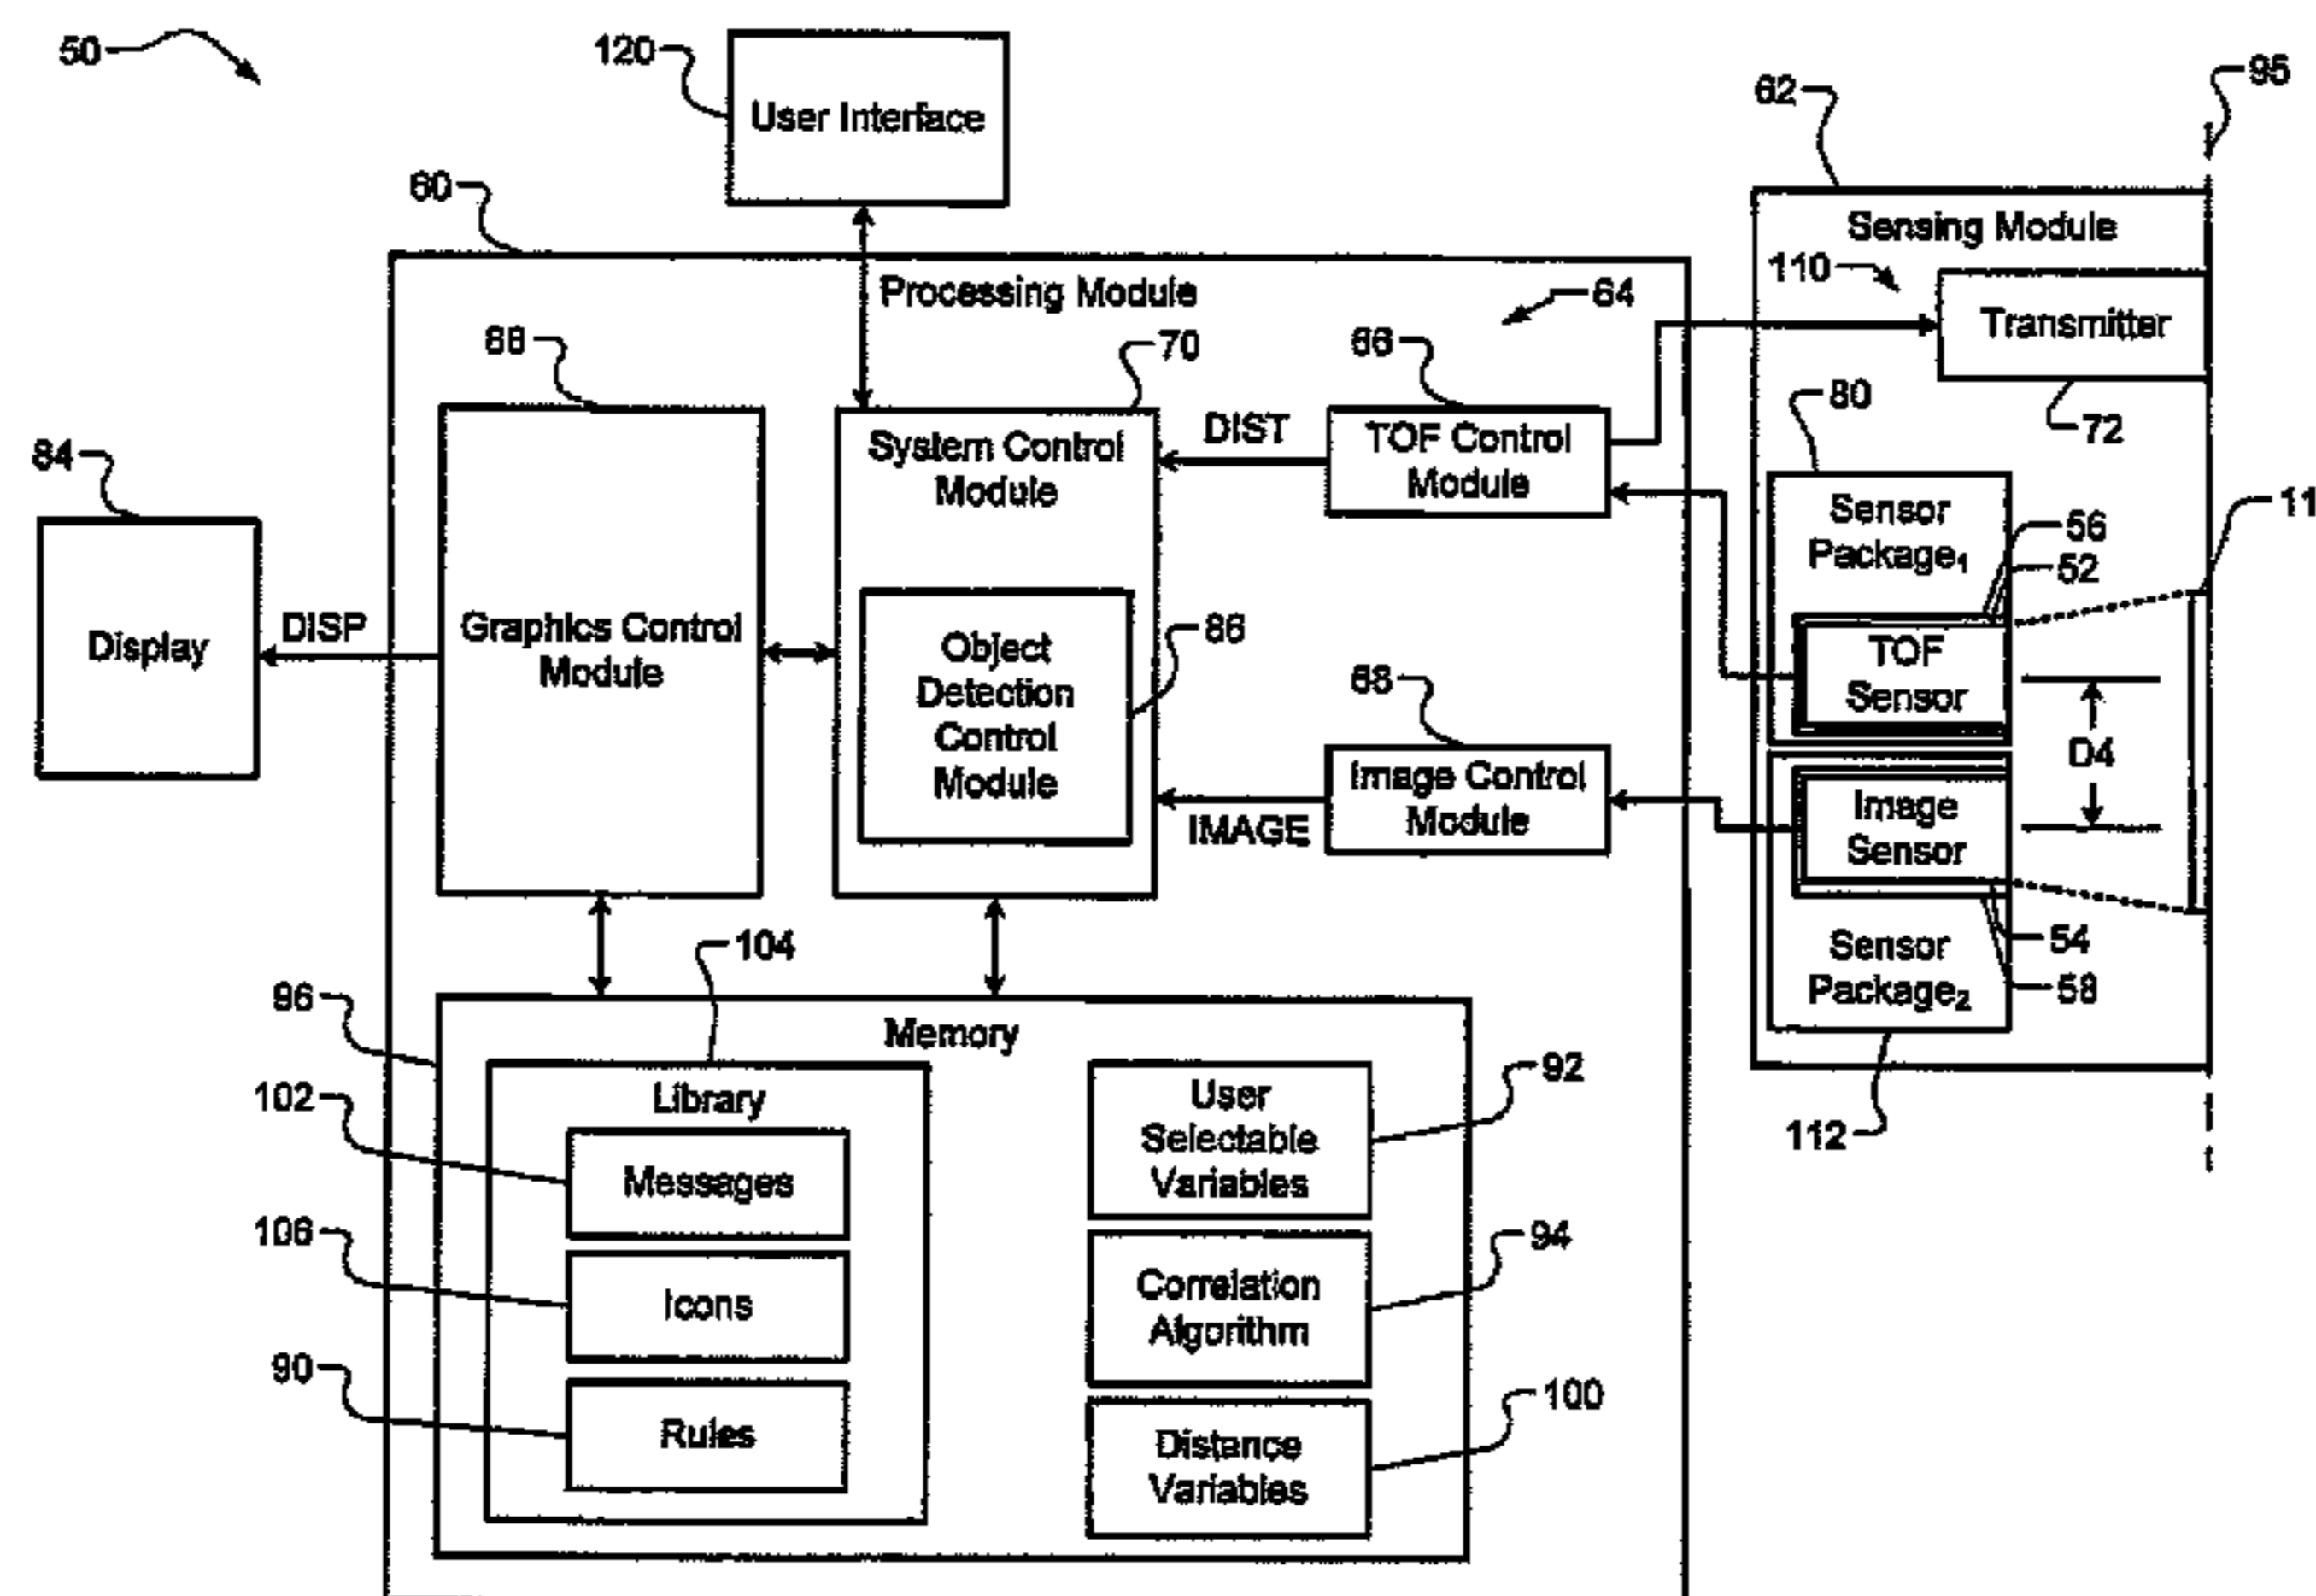 50
120
User Interface
62
95
60
Sensing Module
110
Processing Module
64
Transmitter
88
70
66
72
80
84
DIST
TOF Control
Module
System Control
Module
11
Sensor
Package1
56
52
Display
DISP
Graphics Control
Module
Object
Detection
Control
Module
86
TOF
Sensor
68
D4
IMAGE
Image Control
Module
Image
Sensor
54
58
Sensor
Package2
104
96
Memory
112
102
Library
Messages
User
Selectable
Variables
92
106
Icons
Correlation
Algorithm
94
90
Rules
Distance
Variables
100